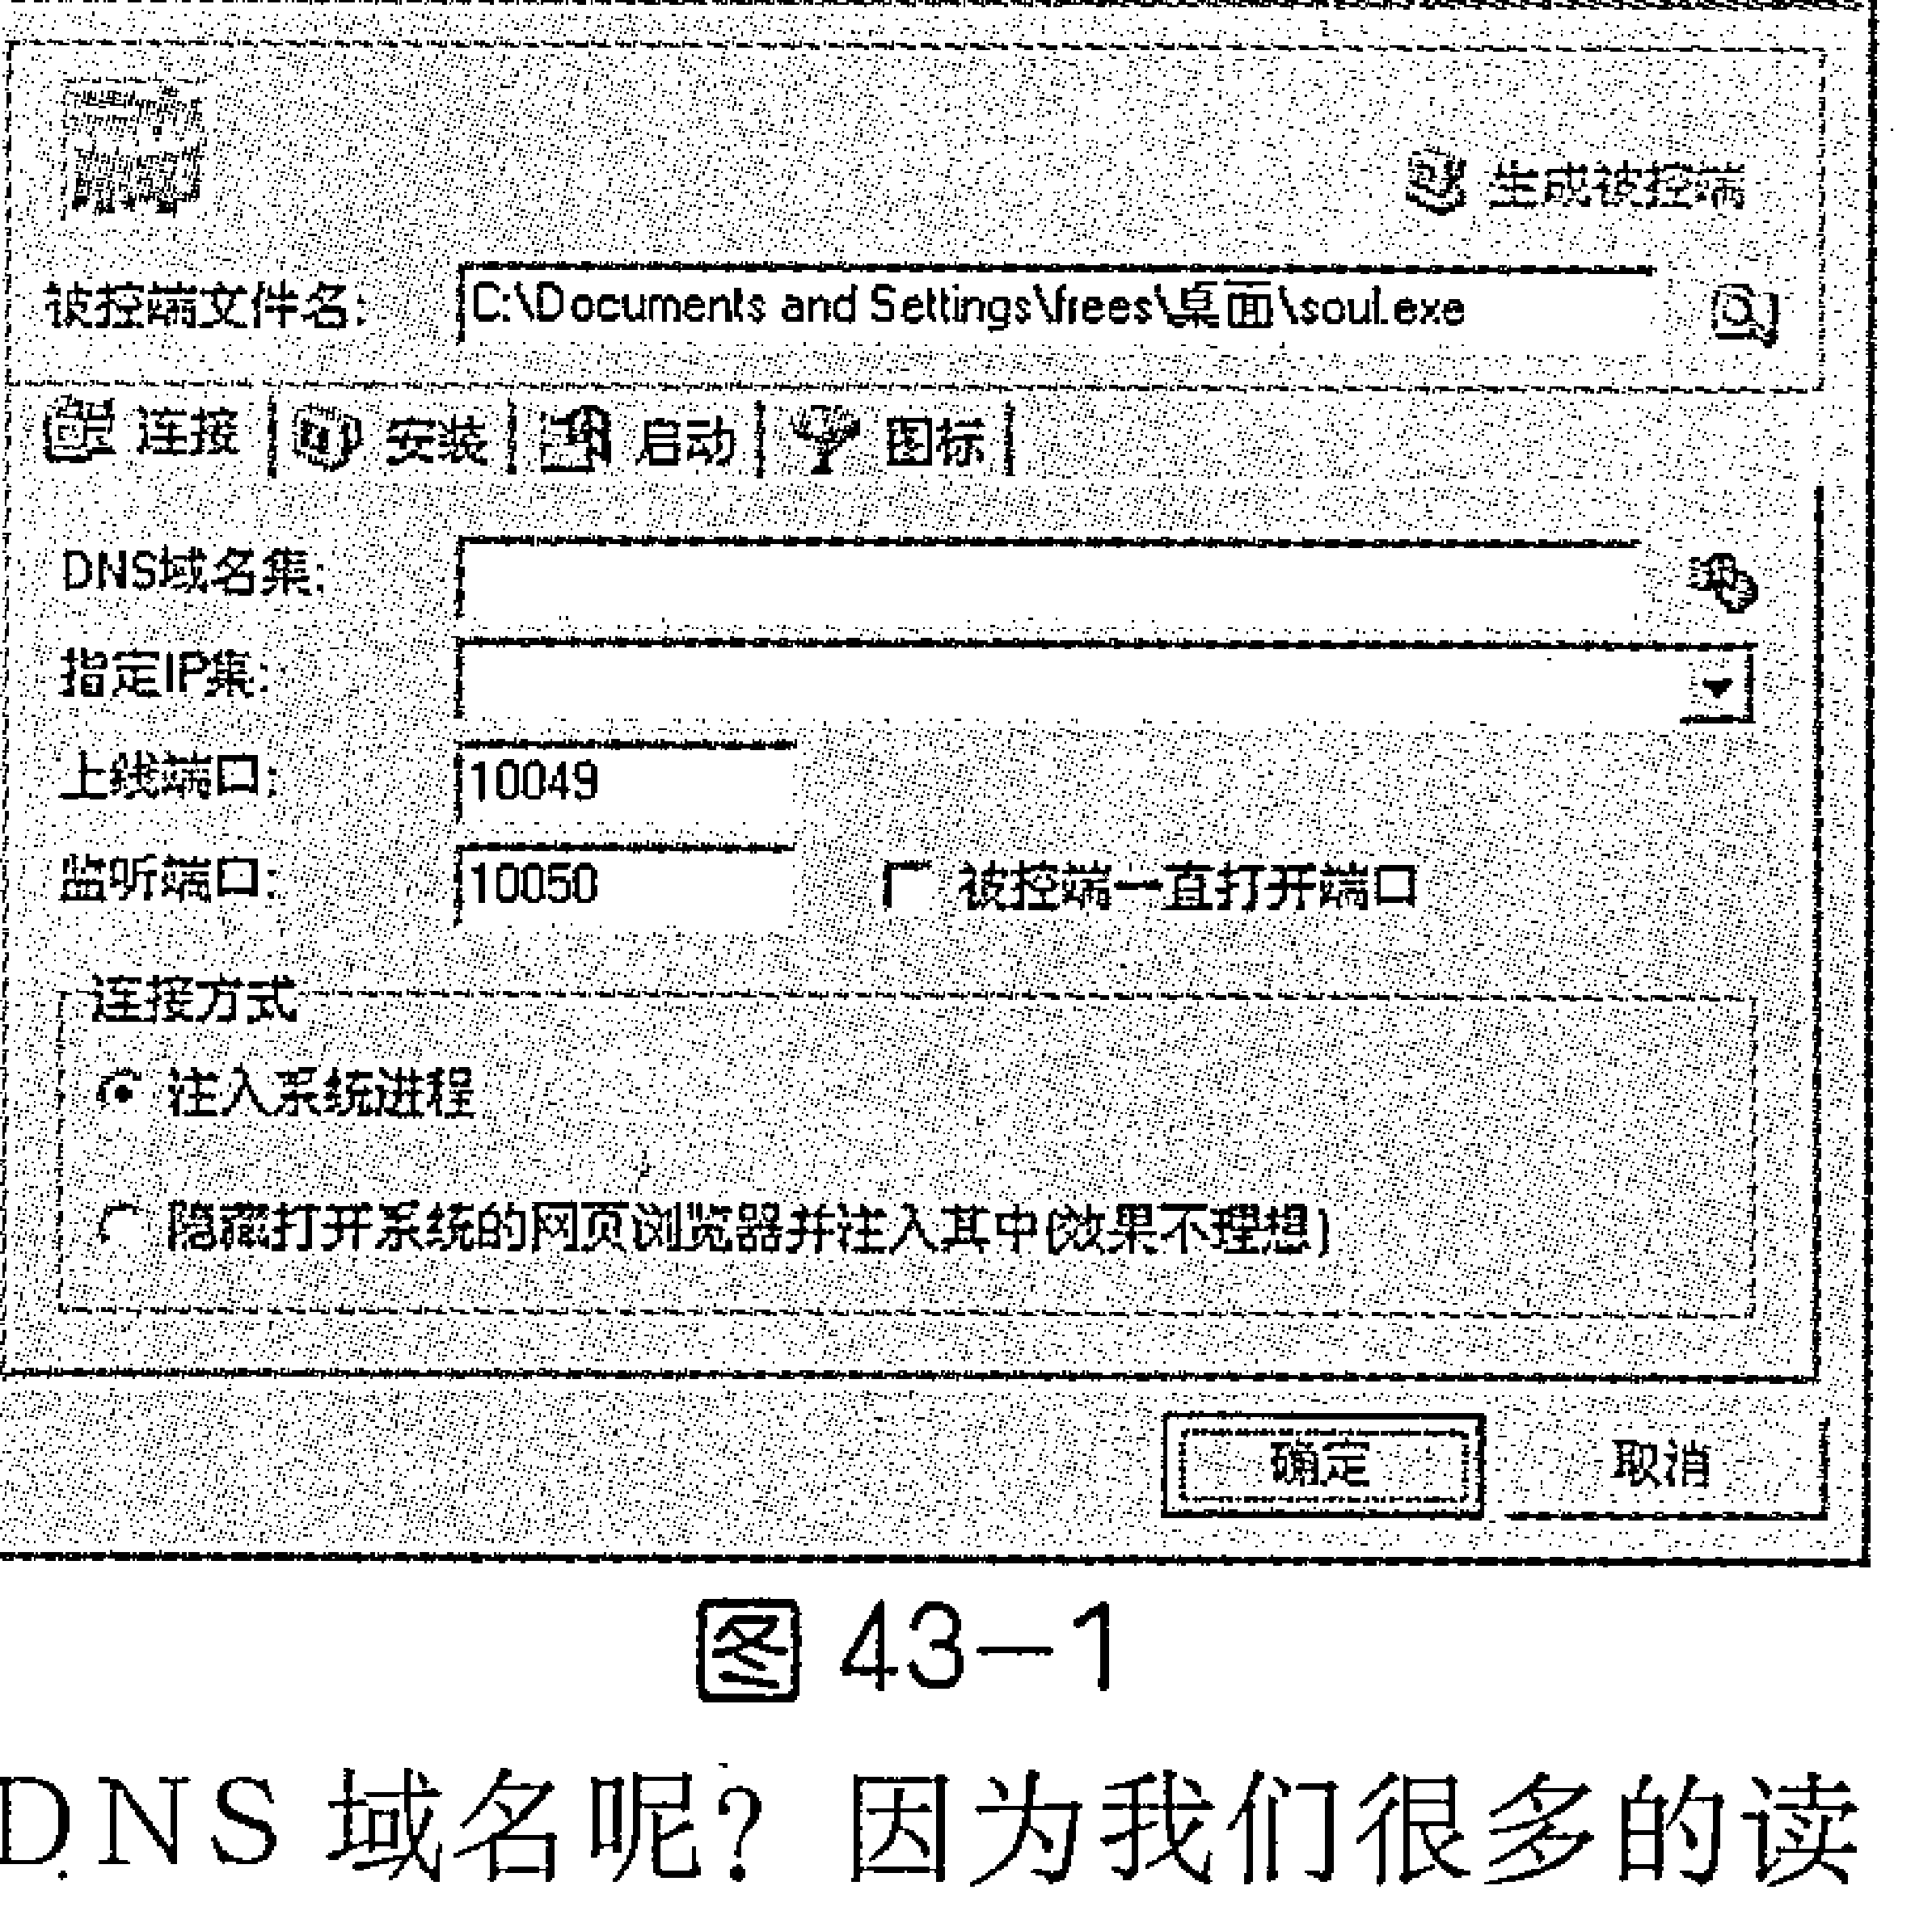 生成被控端
被控端文件名: C:\Documents and Settings\frees\桌面\soul.exe
连接 安装 启动 图标
DNS域名集:
指定IP集:
上线端口: 10049
监听端口: 10050 被控端一直打开端口
连接方式
注入系统进程
隐藏打开系统的网页浏览器并注入其中(效果不理想)
确定 取消
图 43-1
DNS 域名呢? 因为我们很多的读